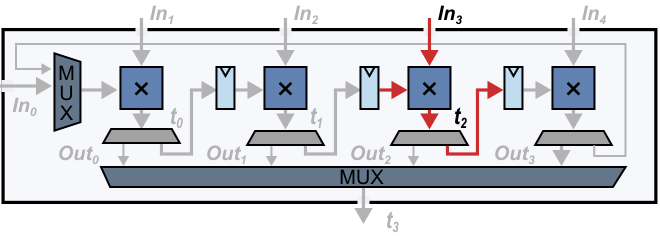 In1 In2 In3 In4
MUX
In0
× × × ×
t0 t1 t2
Out0 Out1 Out2 Out3
MUX
t3